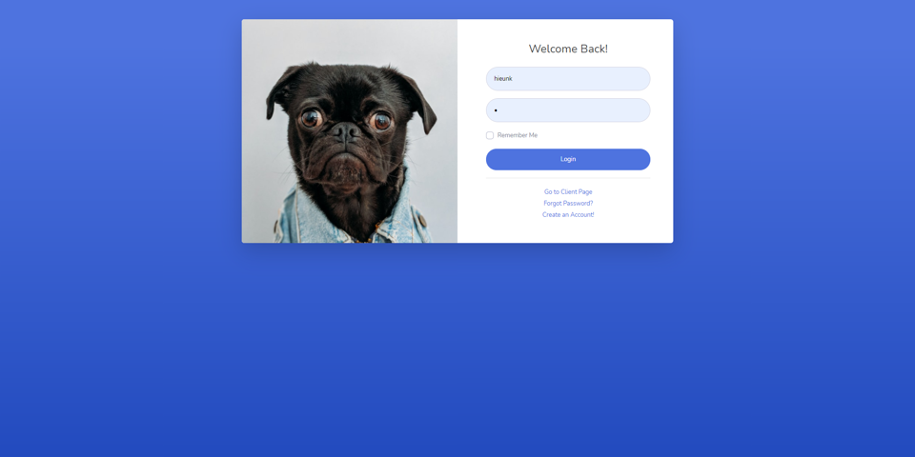 Welcome Back!
hieunk
•
Remember Me
Login
Go to Client Page
Forgot Password?
Create an Account!